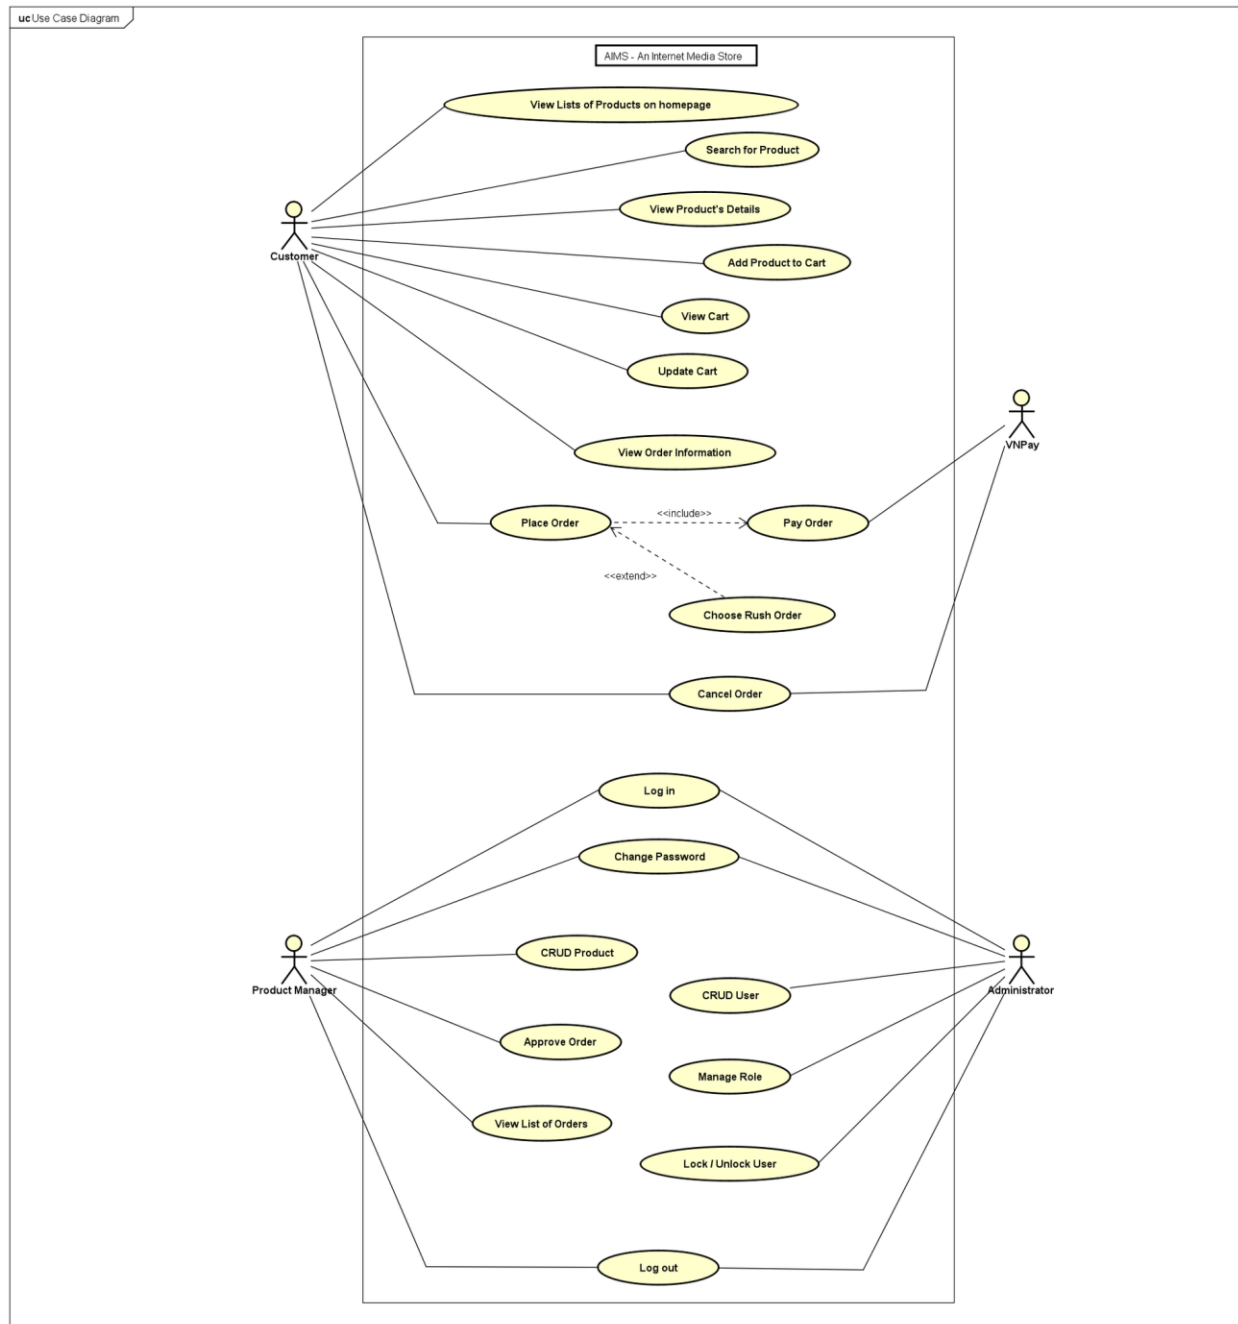 uc Use Case Diagram
AIMS - An Internet Media Store
View Lists of Products on homepage
Search for Product
View Product's Details
Customer
Add Product to Cart
View Cart
Update Cart
VNPay
View Order Information
<<include>>
Place Order
Pay Order
<<extend>>
Choose Rush Order
Cancel Order
Log in
Change Password
CRUD Product
Product Manager
CRUD User
Administrator
Approve Order
Manage Role
View List of Orders
Lock / Unlock User
Log out